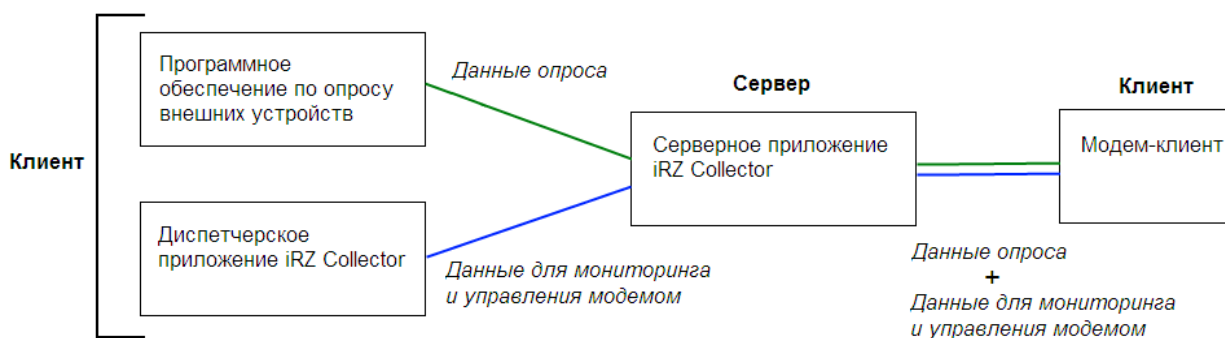 Клиент
Программное
обеспечение по опросу
внешних устройств
Данные опроса
Диспетчерское
приложение iRZ Collector
Данные для мониторинга
и управления модемом
Сервер
Серверное приложение
iRZ Collector
Клиент
Модем-клиент
Данные опроса
+
Данные для мониторинга
и управления модемом